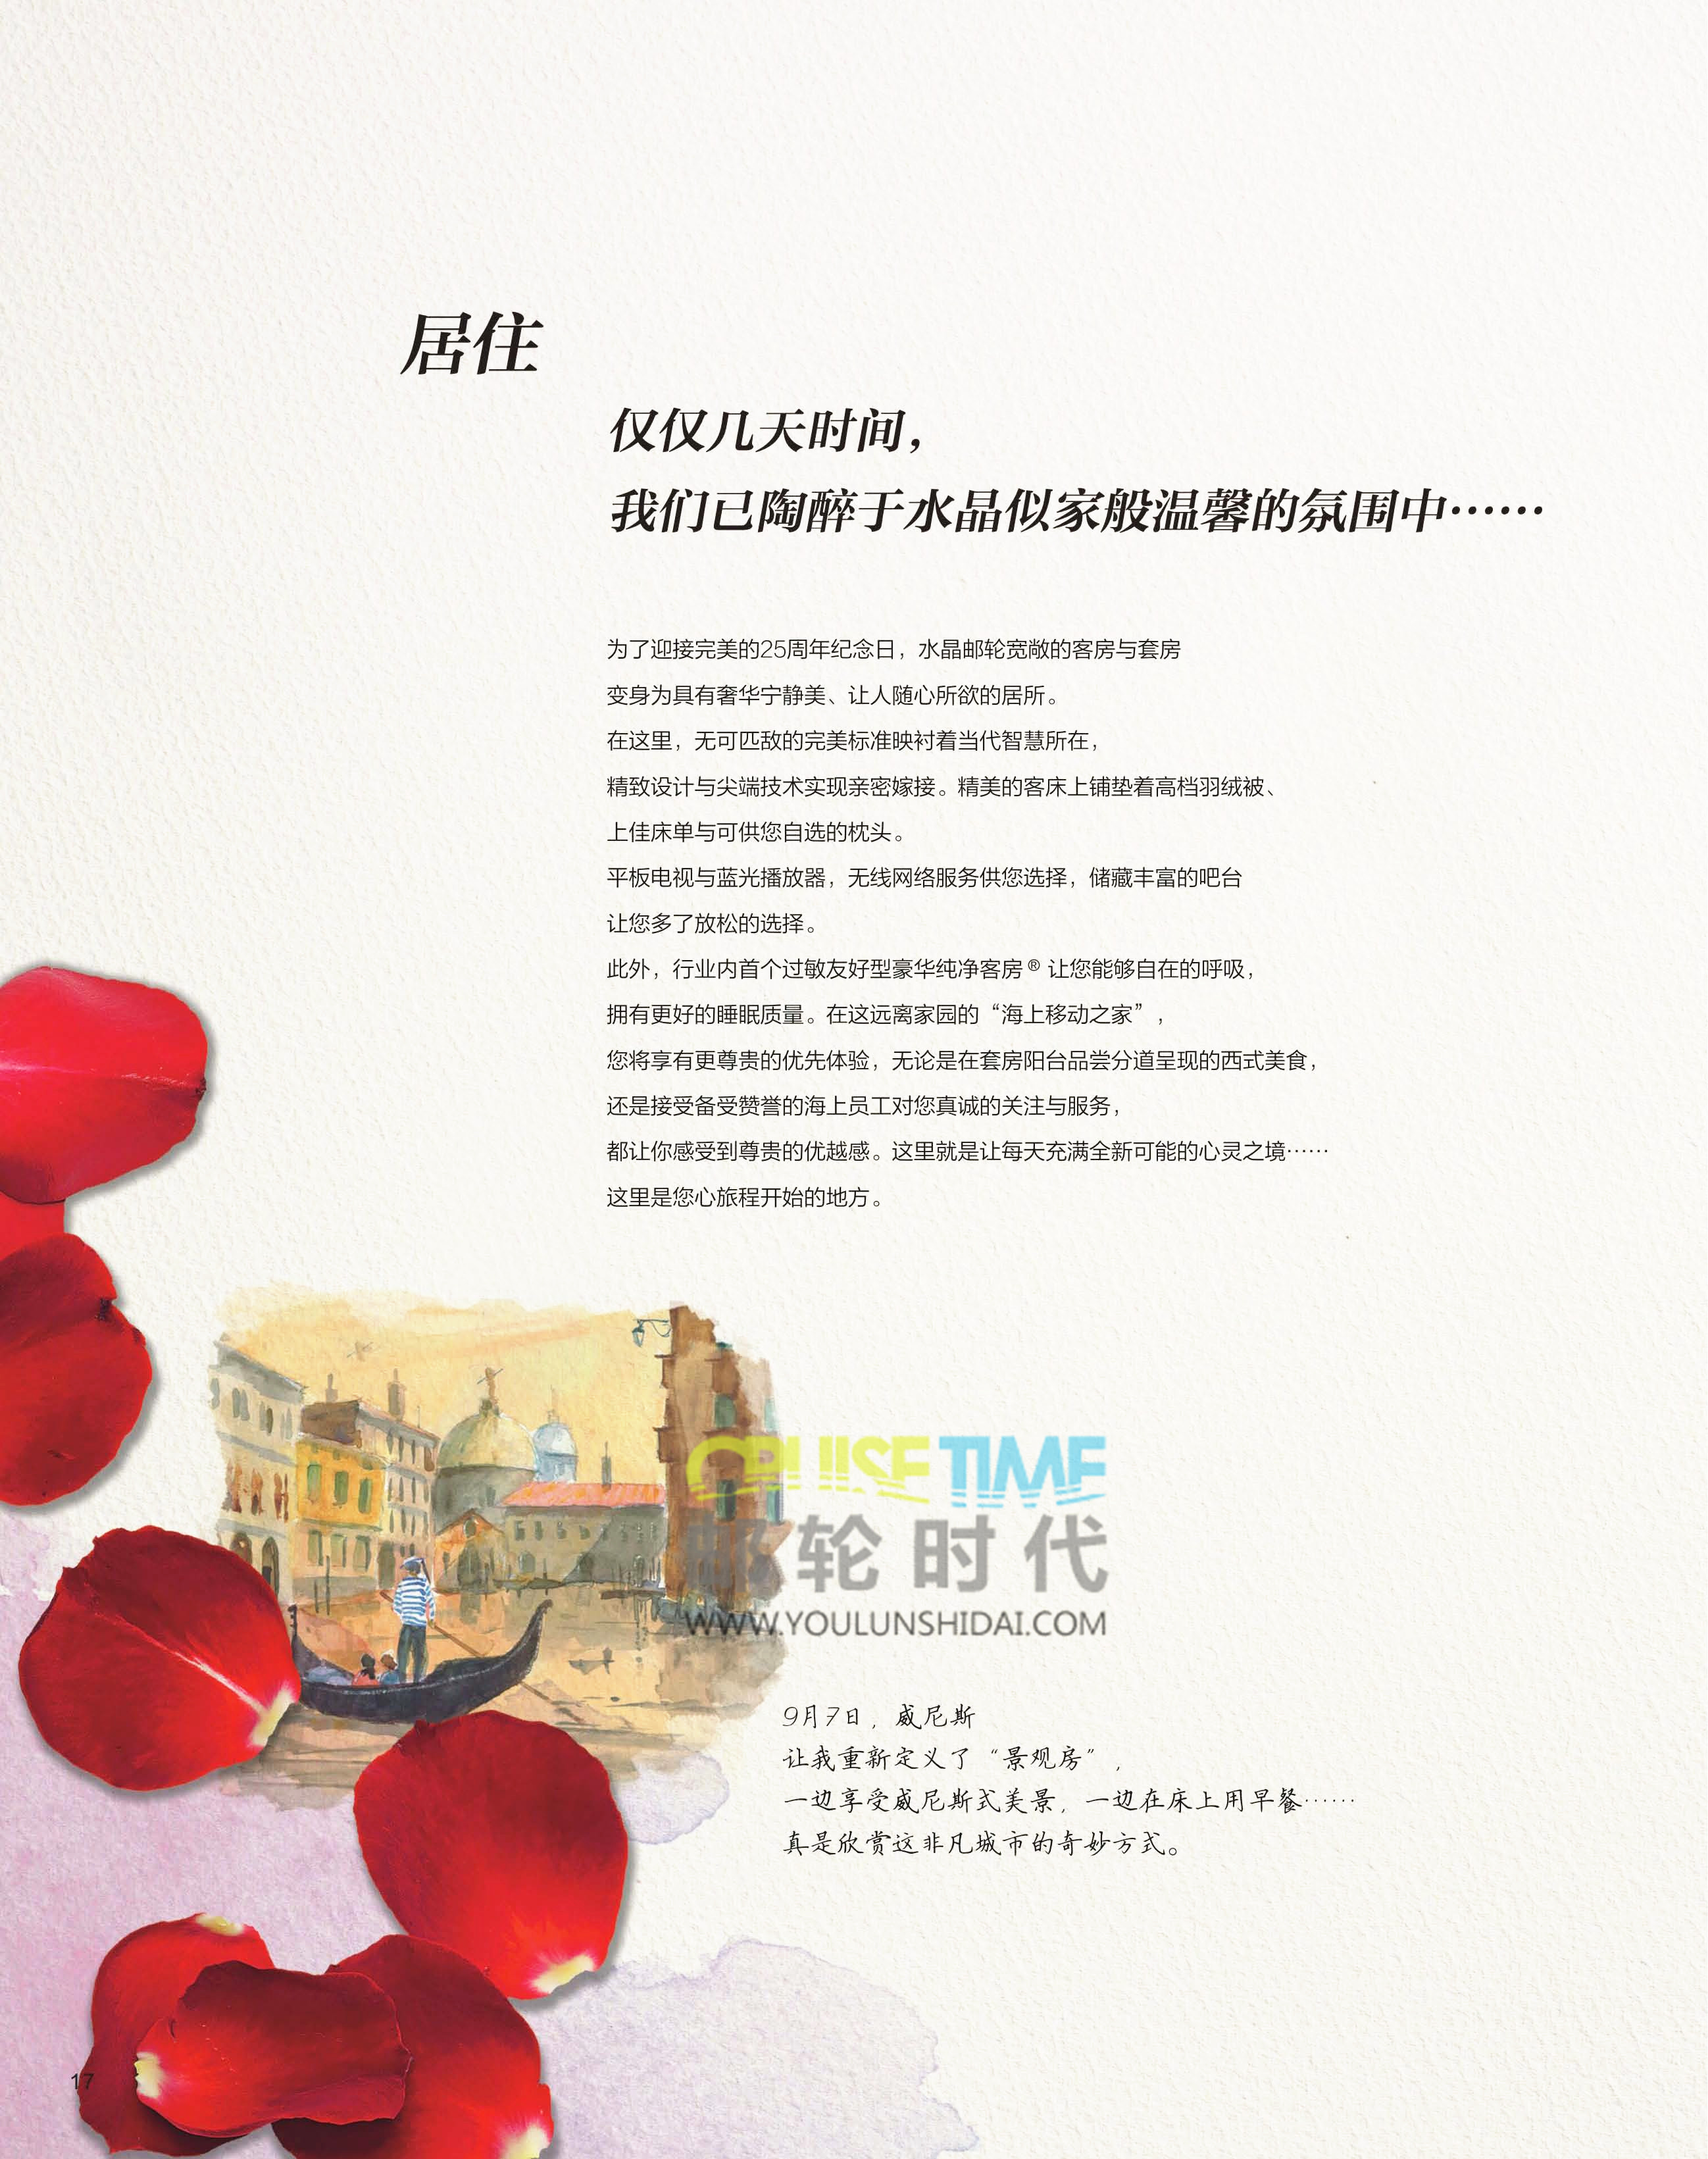 居住
仅仅几天时间，
我们已陶醉于水晶似家般温馨的氛围中……
为了迎接完美的25周年纪念日，水晶邮轮宽敞的客房与套房
变身为具有奢华宁静美、让人随心所欲的居所。
在这里，无可匹敌的完美标准映衬着当代智慧所在，
精致设计与尖端技术实现亲密嫁接。精美的客床上铺垫着高档羽绒被、
上佳床单与可供您自选的枕头。
平板电视与蓝光播放器，无线网络服务供您选择，储藏丰富的吧台
让您多了放松的选择。
此外，行业内首个过敏友好型豪华纯净客房®让您能够自在的呼吸，
拥有更好的睡眠质量。在这远离家园的“海上移动之家”，
您将享有更尊贵的优先体验，无论是在套房阳台品尝分道呈现的西式美食，
还是接受备受赞誉的海上员工对您真诚的关注与服务，
都让你感受到尊贵的优越感。这里就是让每天充满全新可能的心灵之境……
这里是您心旅程开始的地方。
CRUISE TIME
邮轮时代
WWW.YOULUNSHIDAI.COM
9月7日，威尼斯
让我重新定义了“景观房”，
一边享受威尼斯式美景，一边在床上用早餐……
真是欣赏这非凡城市的奇妙方式。
17